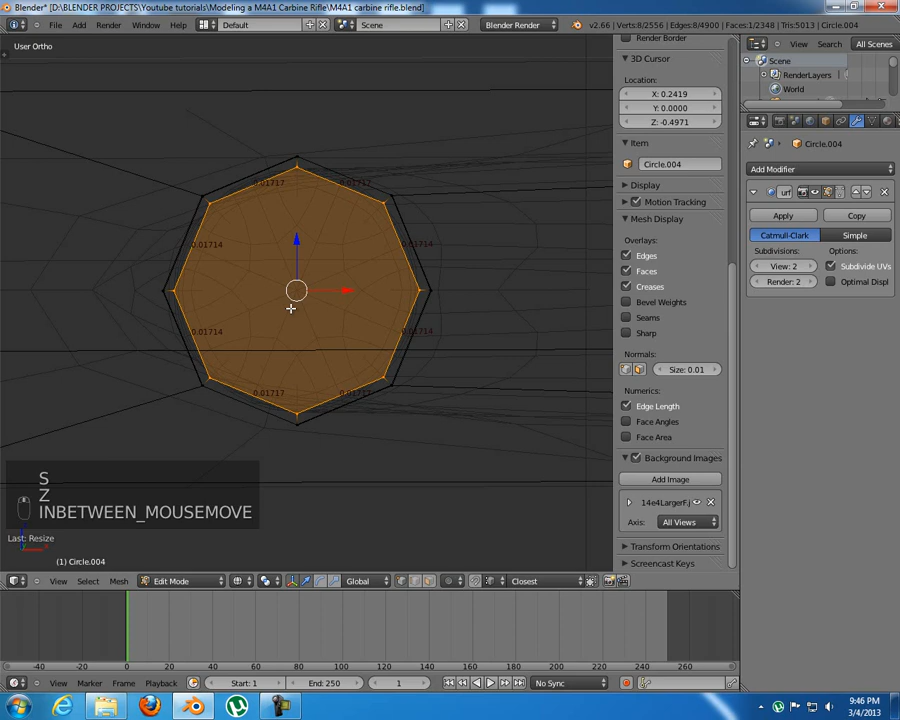 Blender* [D:\BLENDER PROJECTS\Youtube tutorials\Modeling a M4A1 Carbine Rifle\M4A1 carbine rifle.blend]
File Add Render Window Help Default Scene Blender Render v2.66 | Verts:8/2556 | Edges:8/4900 | Faces:1/2348 | Tris:5013 | Circle.004
User Ortho
0.01717
0.01714
0.01714
0.01714
0.01717
S
Z
INBETWEEN_MOUSEMOVE
Last: Resize
(1) Circle.004
Render Border
3D Cursor
Location:
X: 0.2419
Y: 0.0000
Z: -0.4971
Item
Circle.004
Display
Motion Tracking
Mesh Display
Overlays:
Edges
Faces
Creases
Bevel Weights
Seams
Sharp
Normals:
Size: 0.01
Numerics:
Edge Length
Face Angles
Face Area
Background Images
Add Image
14e4LargerF.j
Axis: All Views
Transform Orientations
Screencast Keys
View Search All Scenes
Scene
RenderLayers
World
Circle.004
Add Modifier
urf
Apply Copy
Catmull-Clark Simple
Subdivisions: Options:
View: 2 Subdivide UVs
Render: 2 Optimal Displ
View Select Mesh Edit Mode Global Closest
-40 -20 0 20 40 60 80 100 120 140 160 180 200 220 240 260
View Marker Frame Playback Start: 1 End: 250 1 No Sync
9:46 PM
3/4/2013